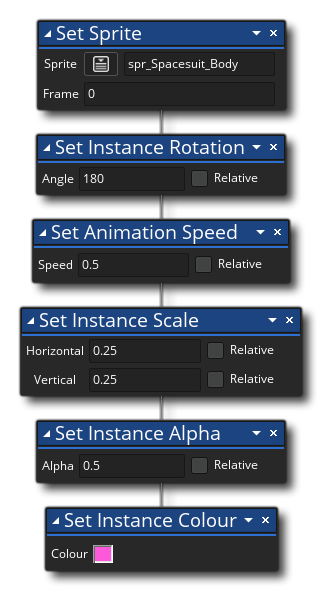 Set Sprite
Sprite spr_Spacesuit_Body
Frame 0
Set Instance Rotation
Angle 180 Relative
Set Animation Speed
Speed 0.5 Relative
Set Instance Scale
Horizontal 0.25 Relative
Vertical 0.25 Relative
Set Instance Alpha
Alpha 0.5 Relative
Set Instance Colour
Colour